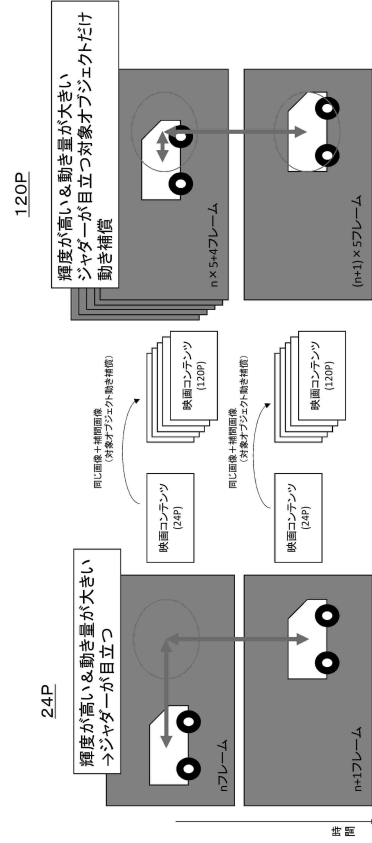 24P
輝度が高い&動き量が大きい
→ジャダーが目立つ
nフレーム
n+1フレーム
時間
映画コンテンツ
(24P)
同じ画像+補間画像
(対象オブジェクト動き補償)
映画コンテンツ
(120P)
映画コンテンツ
(24P)
同じ画像+補間画像
(対象オブジェクト動き補償)
映画コンテンツ
(120P)
120P
輝度が高い&動き量が大きい
ジャダーが目立つ対象オブジェクトだけ
動き補償
n×5+4フレーム
(n+1)×5フレーム